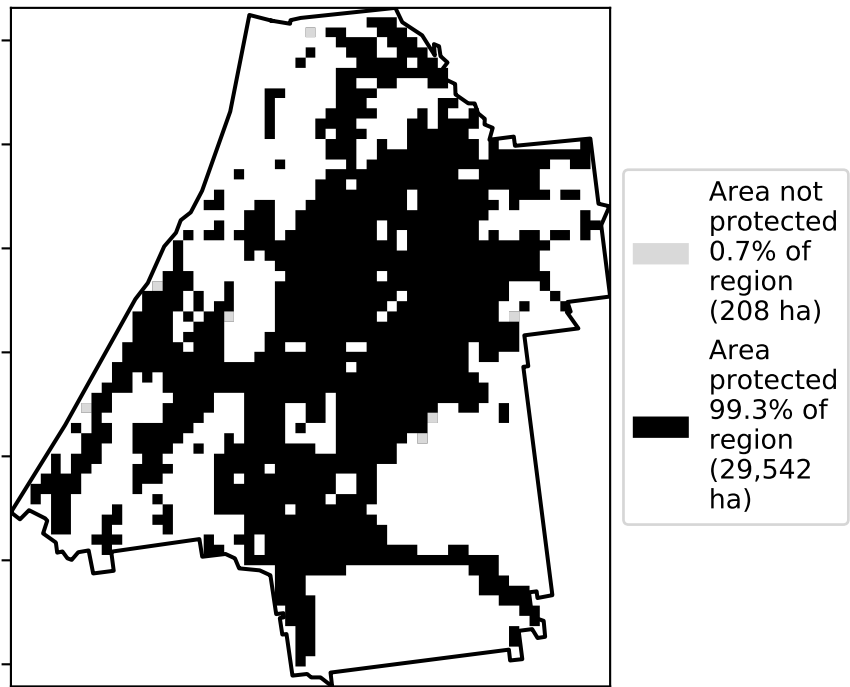 Area not
protected
0.7% of
region
(208 ha)
Area
protected
99.3% of
region
(29,542
ha)